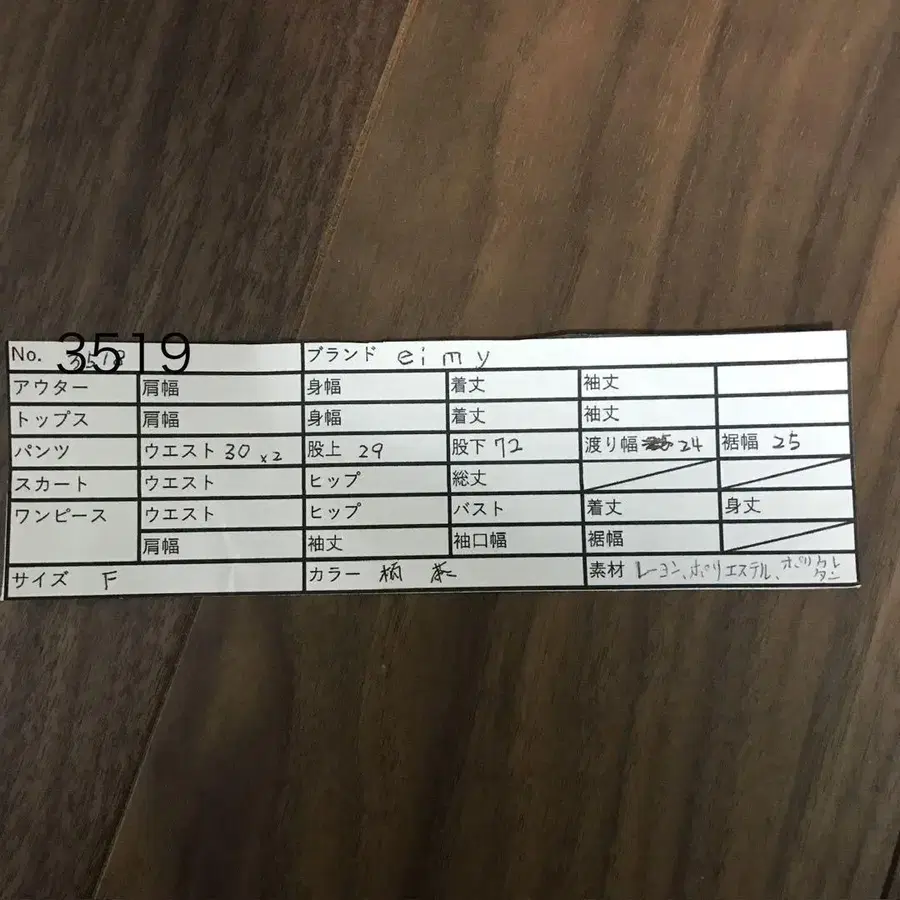 No. 3519 ブランド eimy
アウター 肩幅 身幅 着丈 袖丈
トップス 肩幅 身幅 着丈 袖丈
パンツ ウエスト 30 x2 股上 29 股下 72 渡り幅 24 裾幅 25
スカート ウエスト ヒップ 総丈
ワンピース ウエスト ヒップ バスト 着丈 身丈
肩幅 袖丈 袖口幅 裾幅
サイズ F カラー 柄 素材 レーヨン、ポリエステル、ポリウレタン